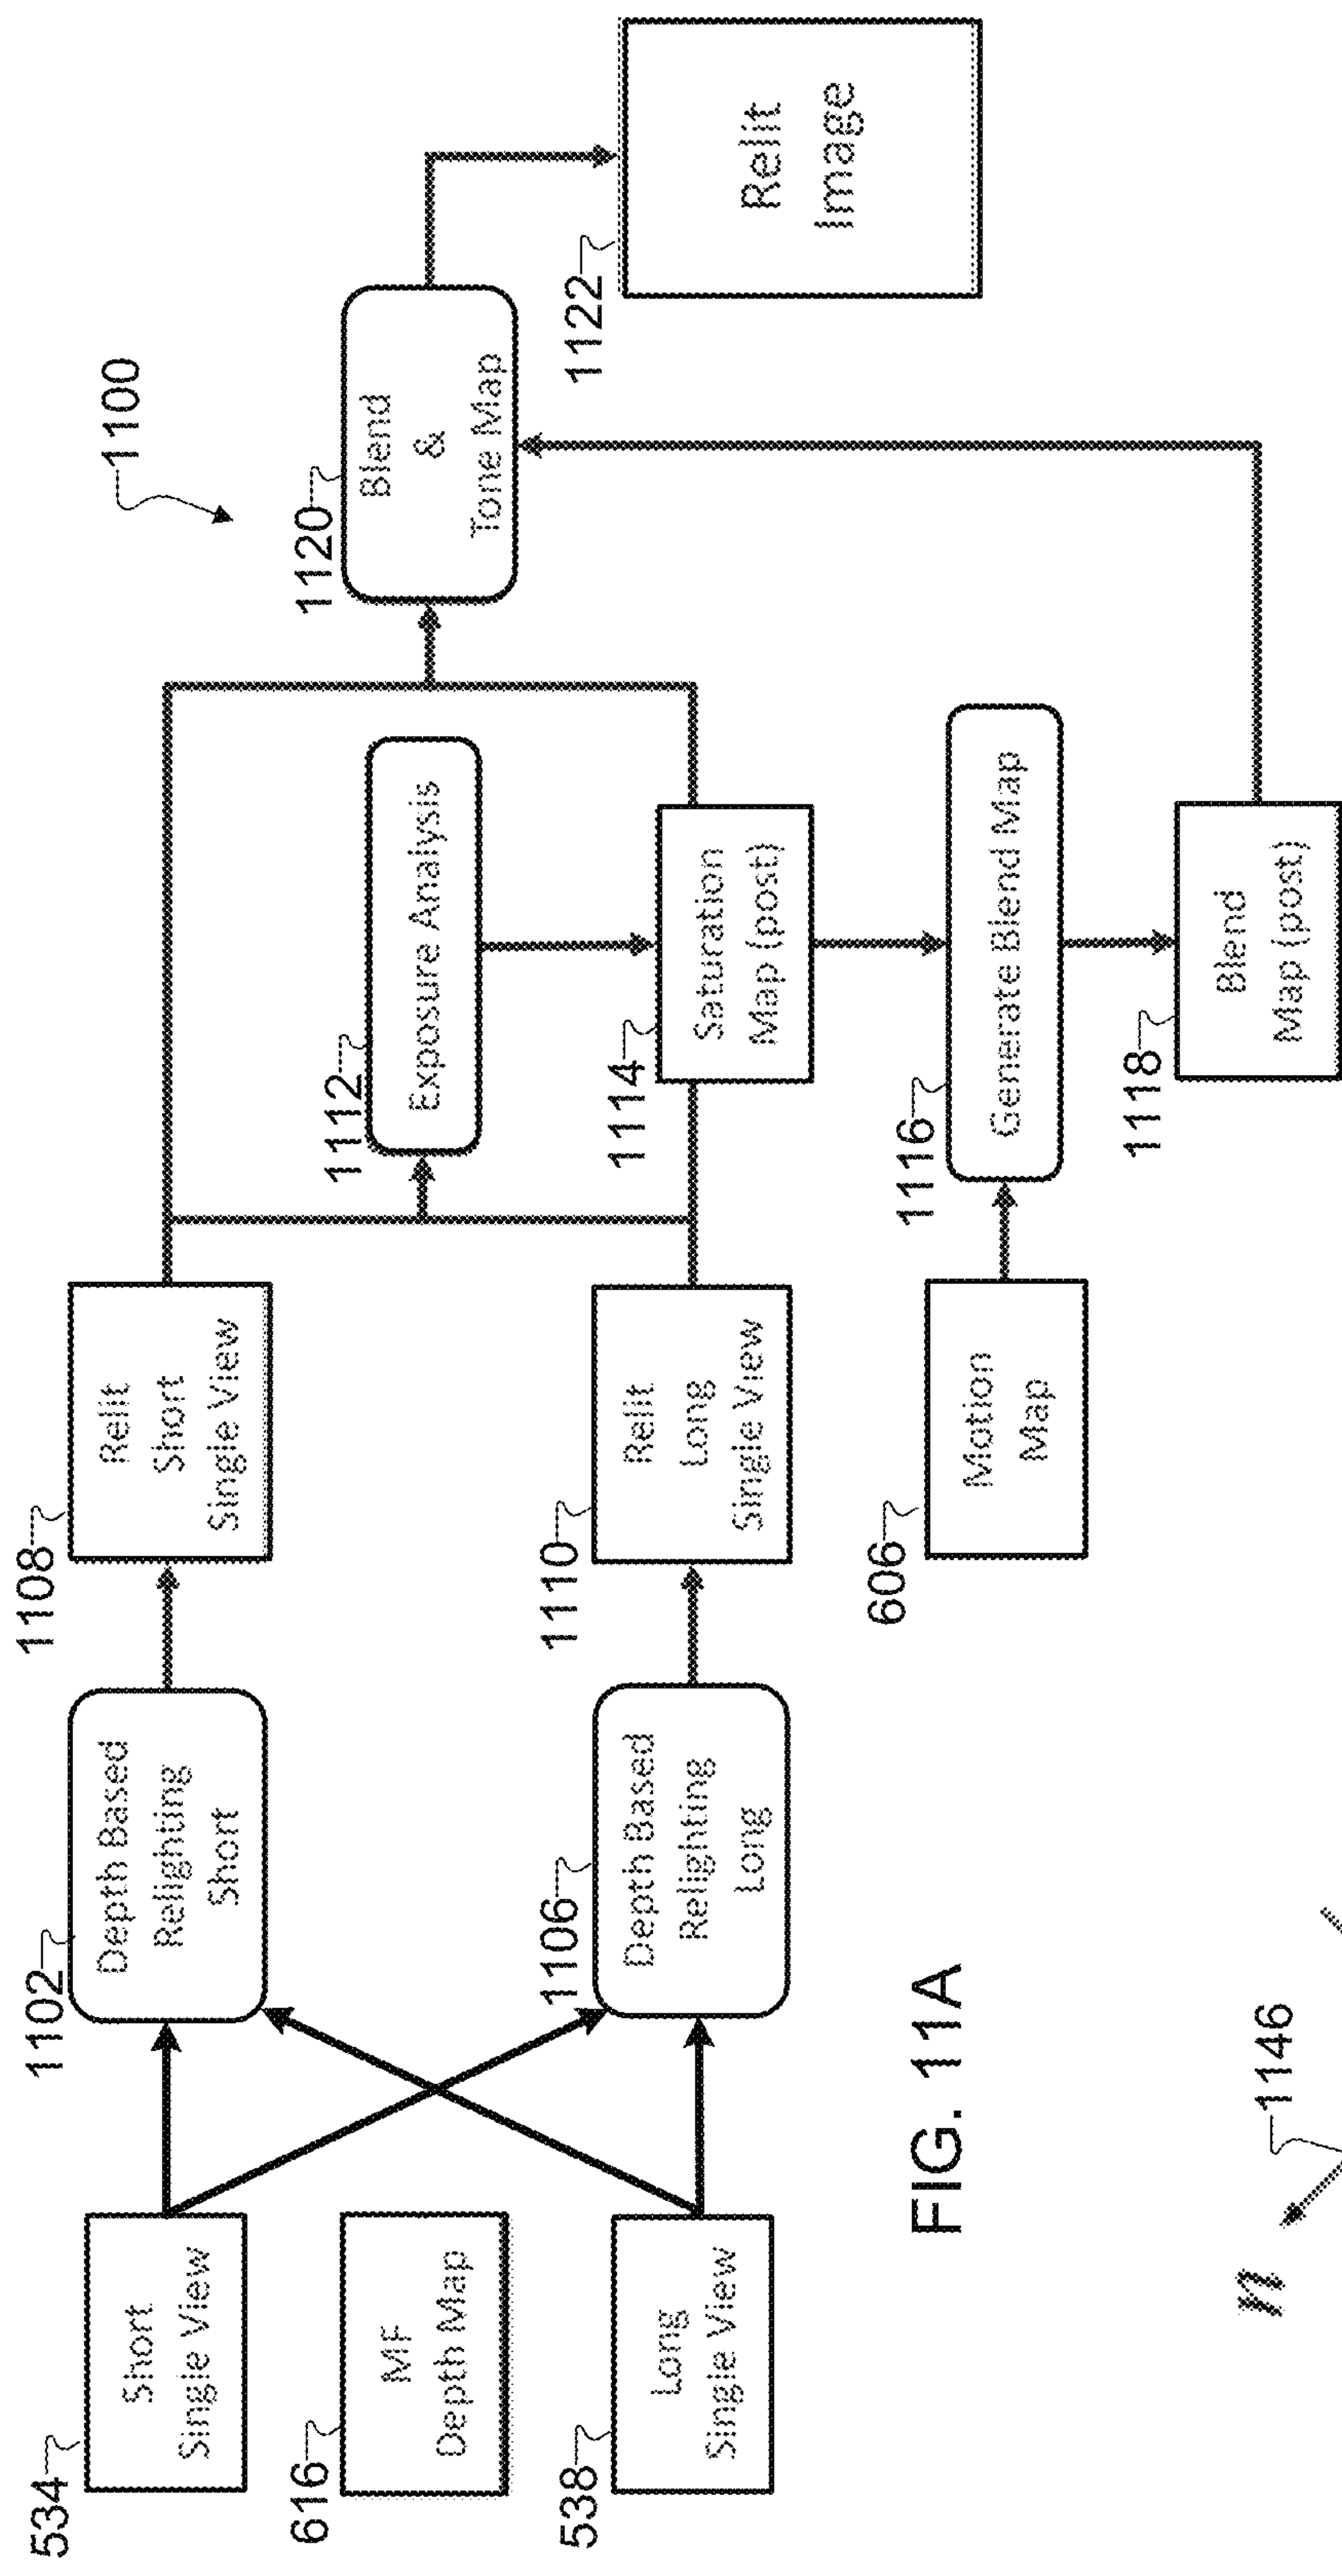 1100
534
Short
Single View
616
MF
Depth Map
538
Long
Single View
1102
Depth Based
Relighting
Short
1106
Depth Based
Relighting
Long
1108
Relit
Short
Single View
1110
Relit
Long
Single View
606
Motion
Map
1112
Exposure Analysis
1114
Saturation
Map (post)
1116
Generate Blend Map
1118
Blend
Map (post)
1120
Blend
&
Tone Map
1122
Relit
Image
FIG. 11A
n
1146